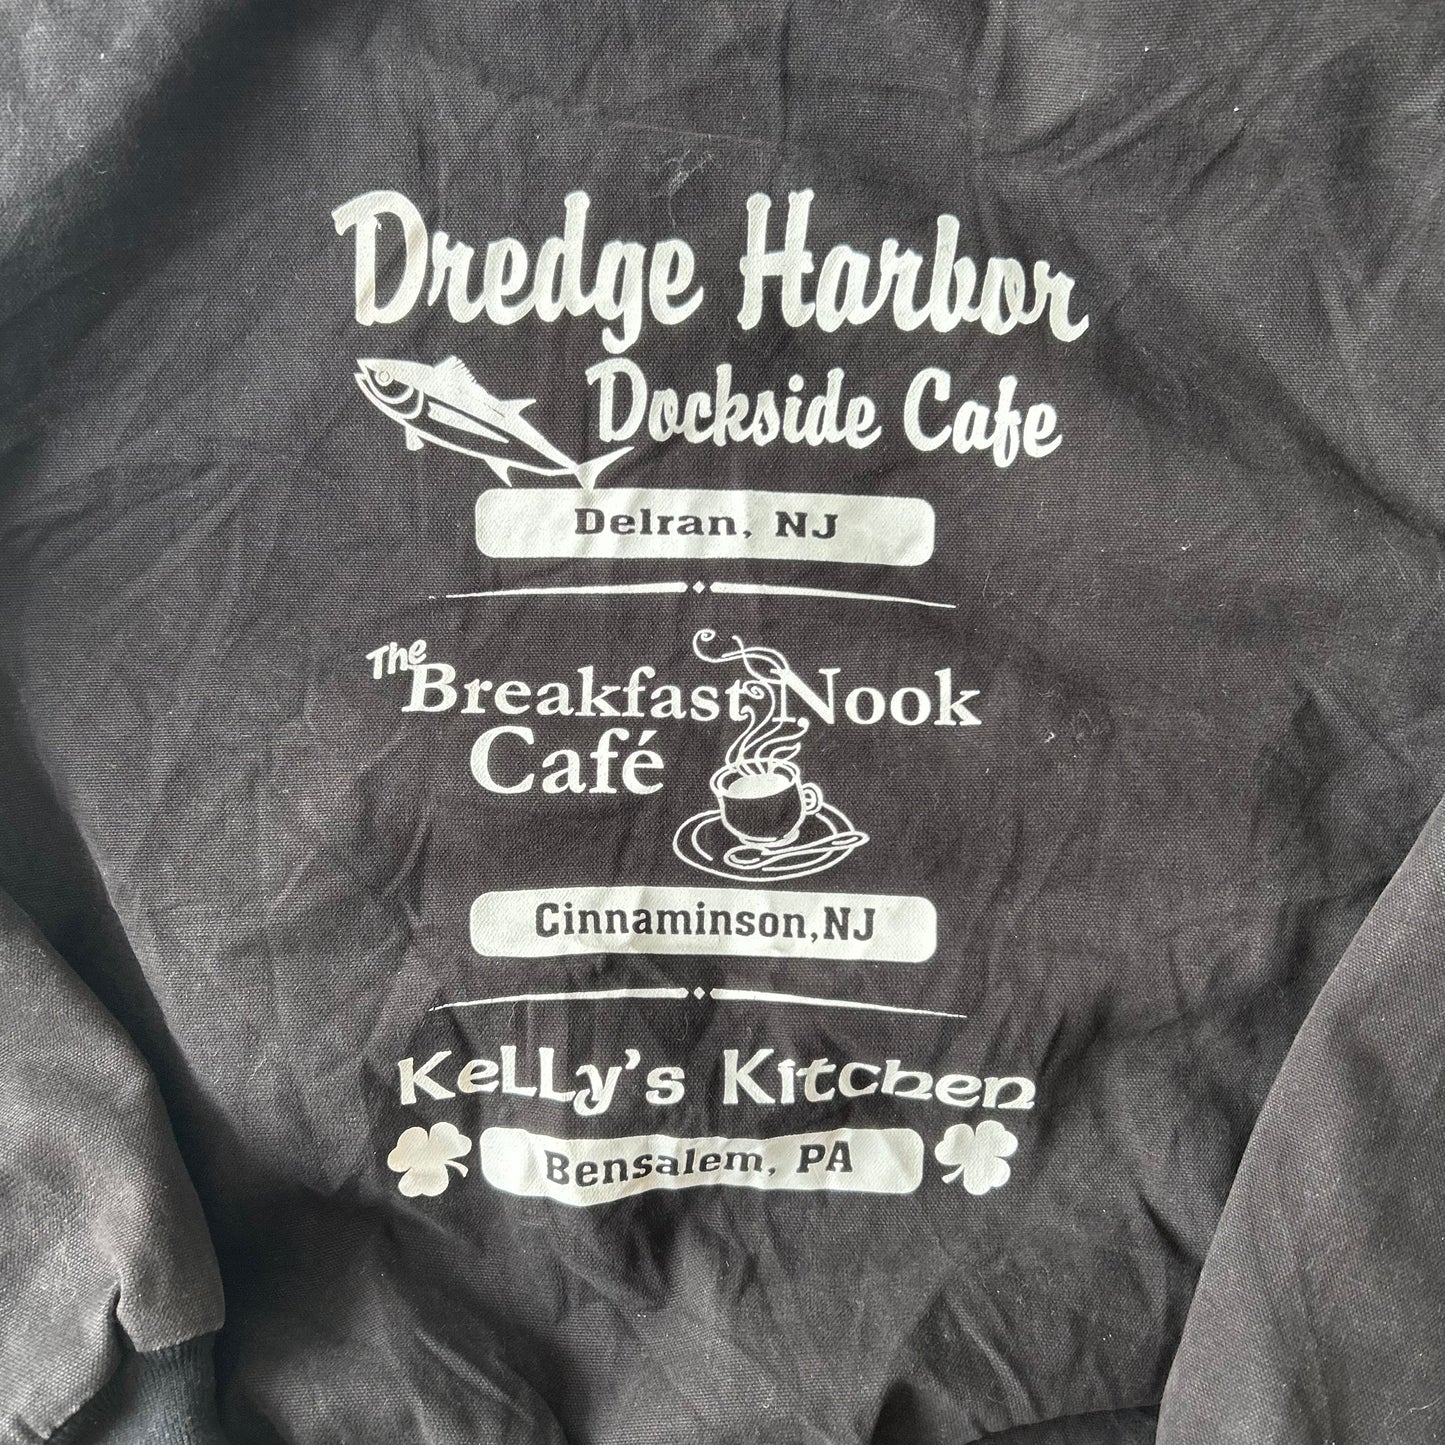 Dredge Harbor
Dockside Cafe
Delran, NJ
The Breakfast Nook
Café
Cinnaminson,NJ
Kelly's Kitchen
Bensalem, PA